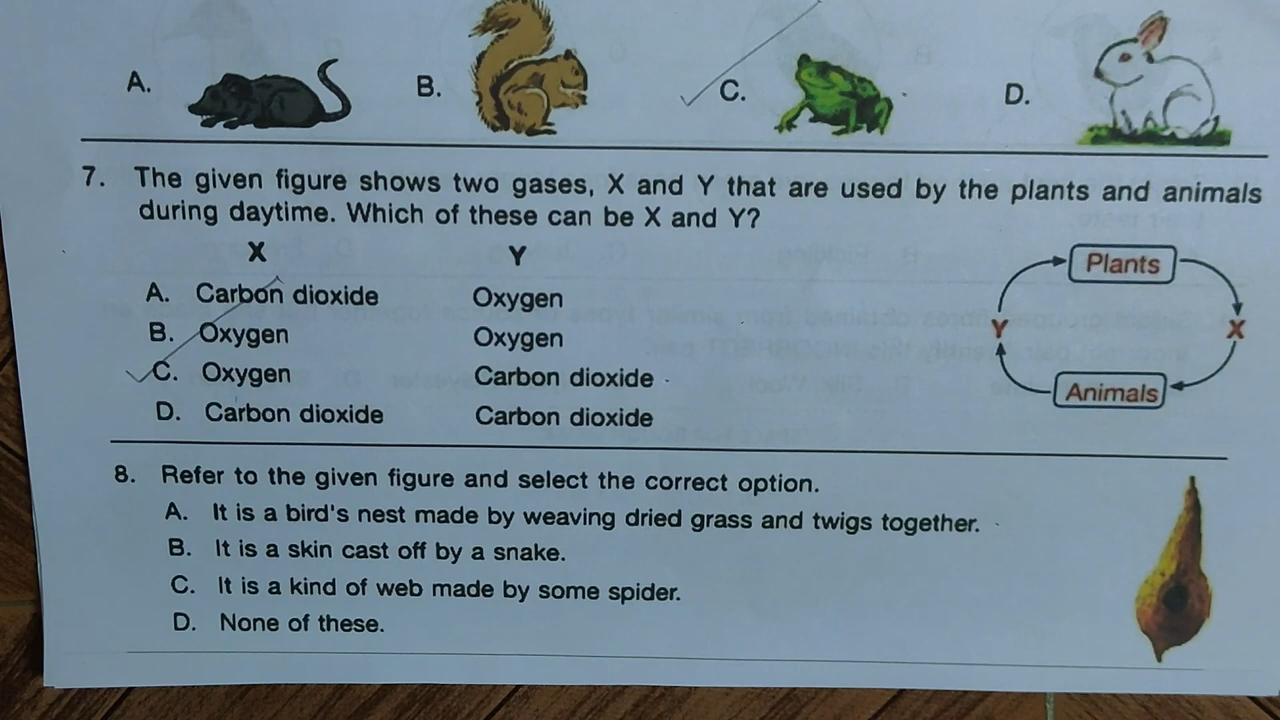 A. B. C. D.
7. The given figure shows two gases, X and Y that are used by the plants and animals
during daytime. Which of these can be X and Y?
X Y
A. Carbon dioxide Oxygen
B. Oxygen Oxygen
C. Oxygen Carbon dioxide
D. Carbon dioxide Carbon dioxide
Plants
Y X
Animals
8. Refer to the given figure and select the correct option.
A. It is a bird's nest made by weaving dried grass and twigs together.
B. It is a skin cast off by a snake.
C. It is a kind of web made by some spider.
D. None of these.